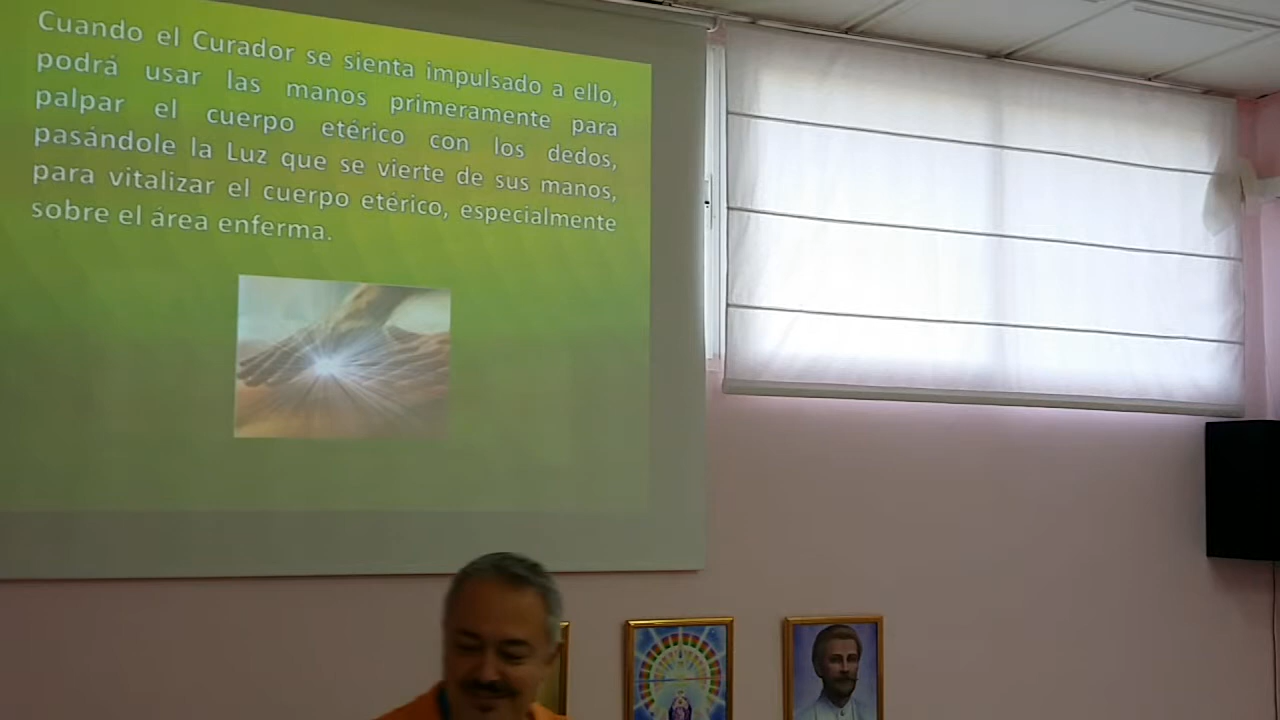 Cuando el Curador se sienta impulsado a ello,
podrá usar las manos primeramente para
palpar el cuerpo etérico con los dedos,
pasándole la Luz que se vierte de sus manos,
para vitalizar el cuerpo etérico, especialmente
sobre el área enferma.